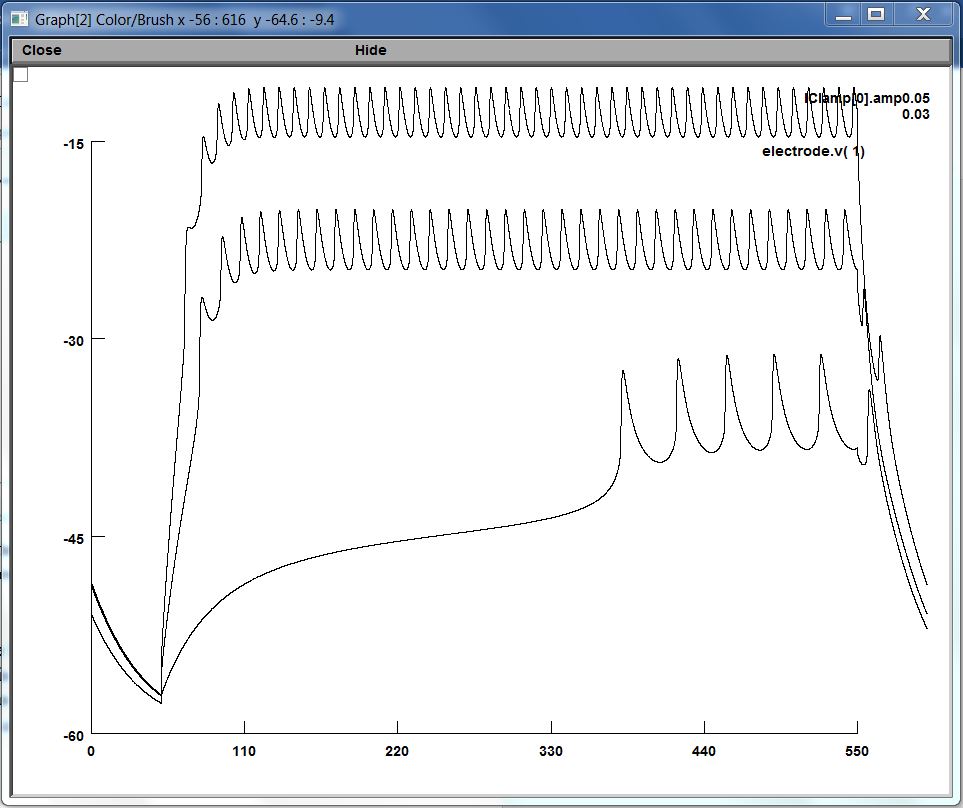 Graph[2] Color/Brush x -56 : 616 y -64.6 : -9.4
Close Hide
IClamp[0].amp0.05
0.03
electrode.v( 1)
-15
-30
-45
-60
0 110 220 330 440 550